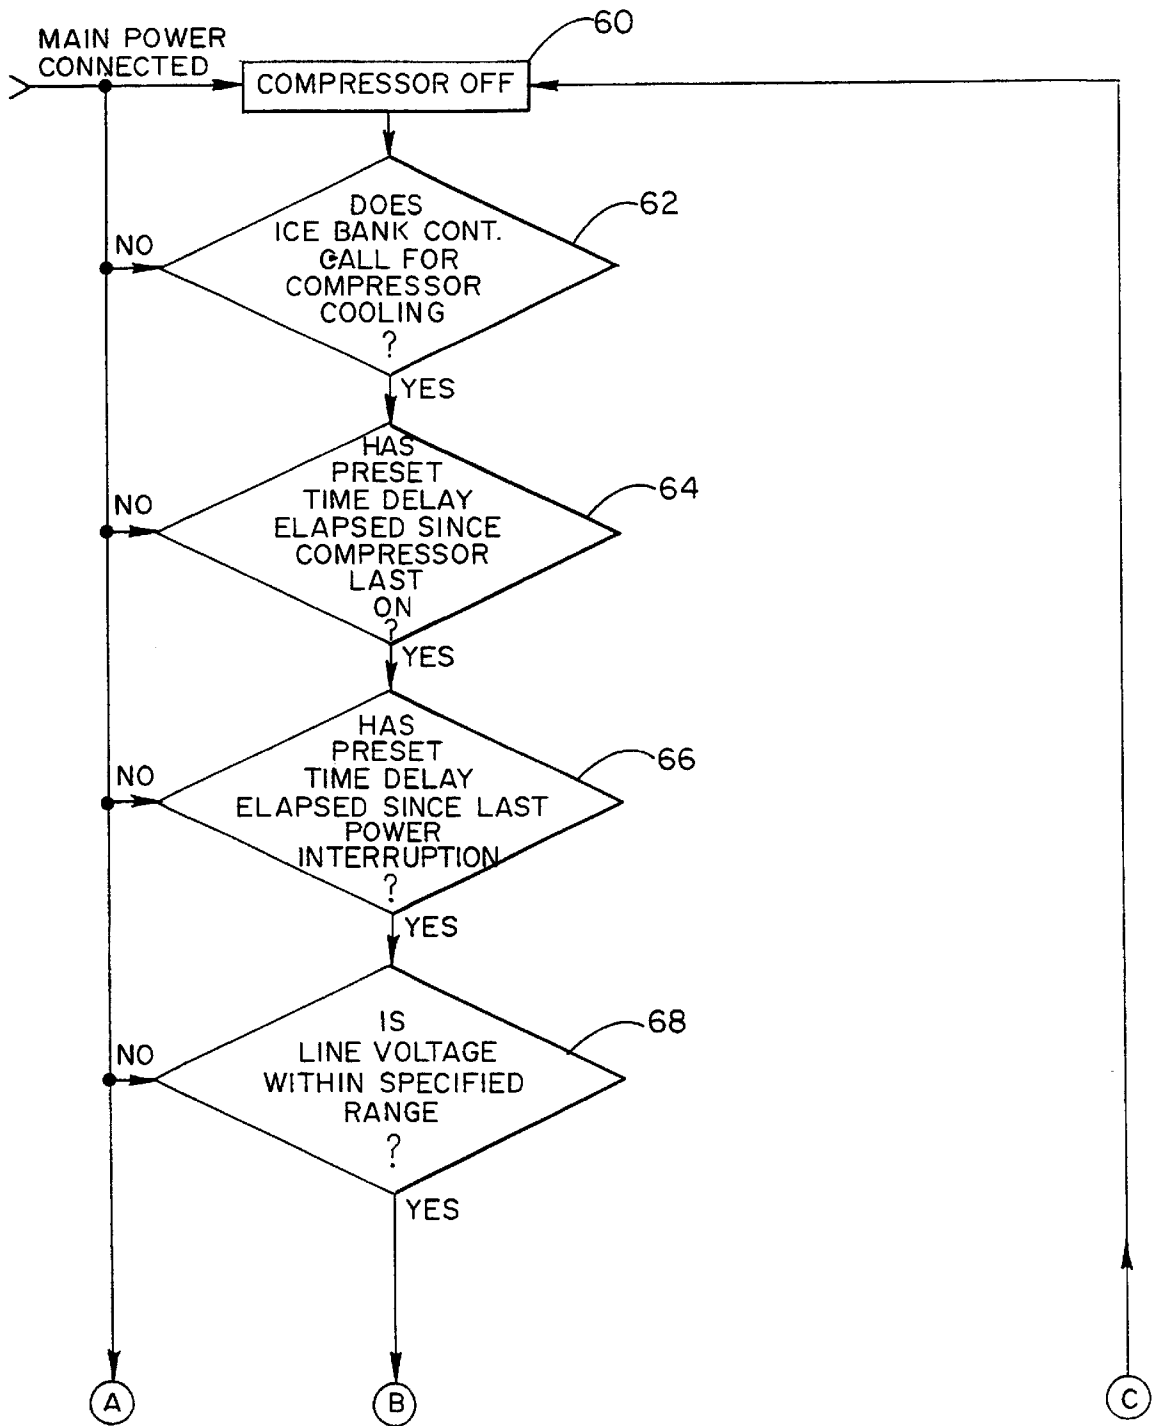 60
MAIN POWER
CONNECTED
COMPRESSOR OFF
62
DOES
ICE BANK CONT.
CALL FOR
COMPRESSOR
COOLING
?
NO
YES
64
HAS
PRESET
TIME DELAY
ELAPSED SINCE
COMPRESSOR
LAST
ON
?
NO
YES
66
HAS
PRESET
TIME DELAY
ELAPSED SINCE LAST
POWER
INTERRUPTION
?
NO
YES
68
IS
LINE VOLTAGE
WITHIN SPECIFIED
RANGE
?
NO
YES
A
B
C